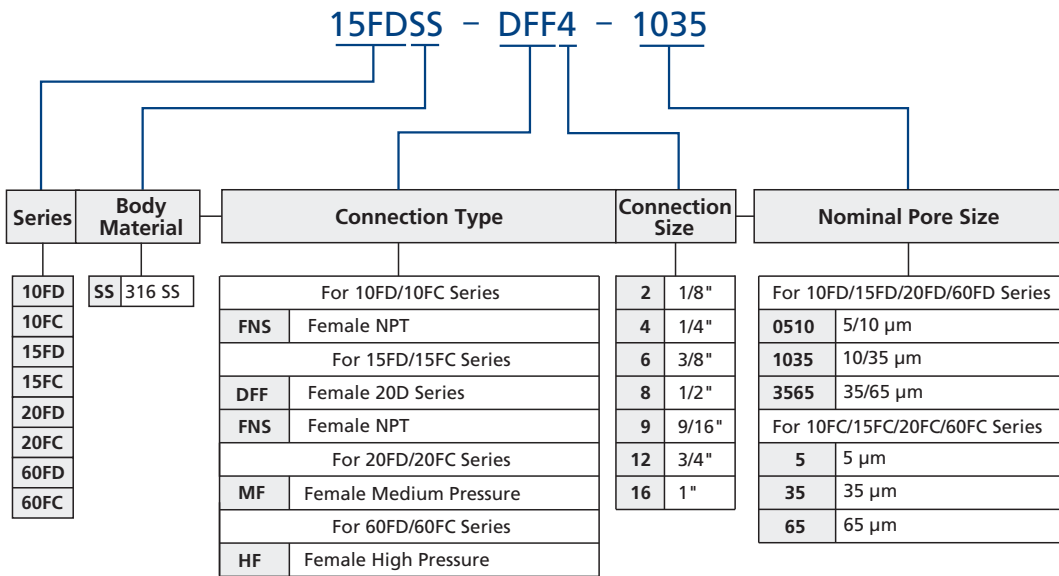 15FDSS – DFF4 – 1035
Series
Body
Material
Connection Type
Connection
Size
Nominal Pore Size
10FD
10FC
15FD
15FC
20FD
20FC
60FD
60FC
SS 316 SS
For 10FD/10FC Series
FNS Female NPT
For 15FD/15FC Series
DFF Female 20D Series
FNS Female NPT
For 20FD/20FC Series
MF Female Medium Pressure
For 60FD/60FC Series
HF Female High Pressure
2 1/8"
4 1/4"
6 3/8"
8 1/2"
9 9/16"
12 3/4"
16 1"
For 10FD/15FD/20FD/60FD Series
0510 5/10 μm
1035 10/35 μm
3565 35/65 μm
For 10FC/15FC/20FC/60FC Series
5 5 μm
35 35 μm
65 65 μm